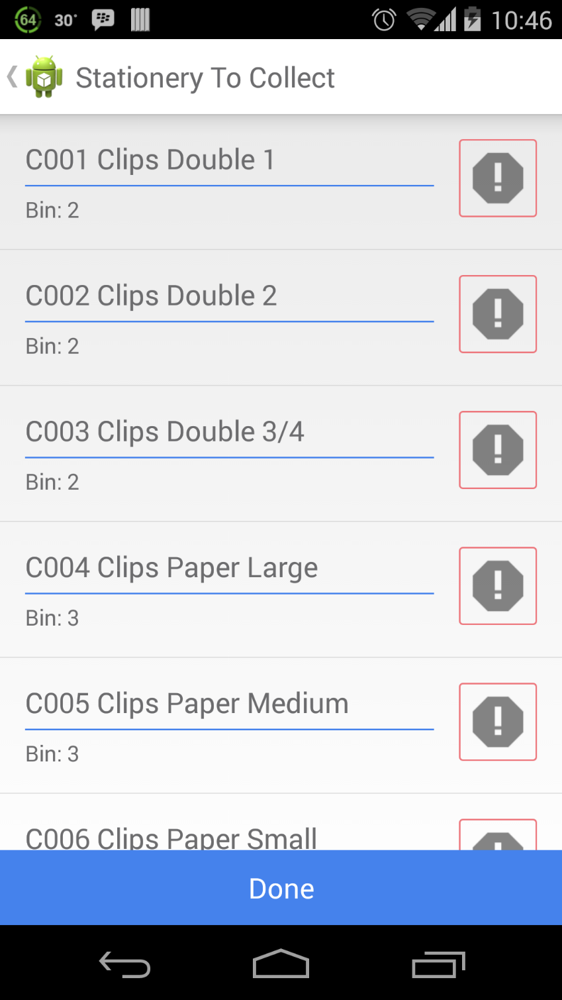 64 30° 10:46
Stationery To Collect
C001 Clips Double 1
Bin: 2
C002 Clips Double 2
Bin: 2
C003 Clips Double 3/4
Bin: 2
C004 Clips Paper Large
Bin: 3
C005 Clips Paper Medium
Bin: 3
C006 Clips Paper Small
Done